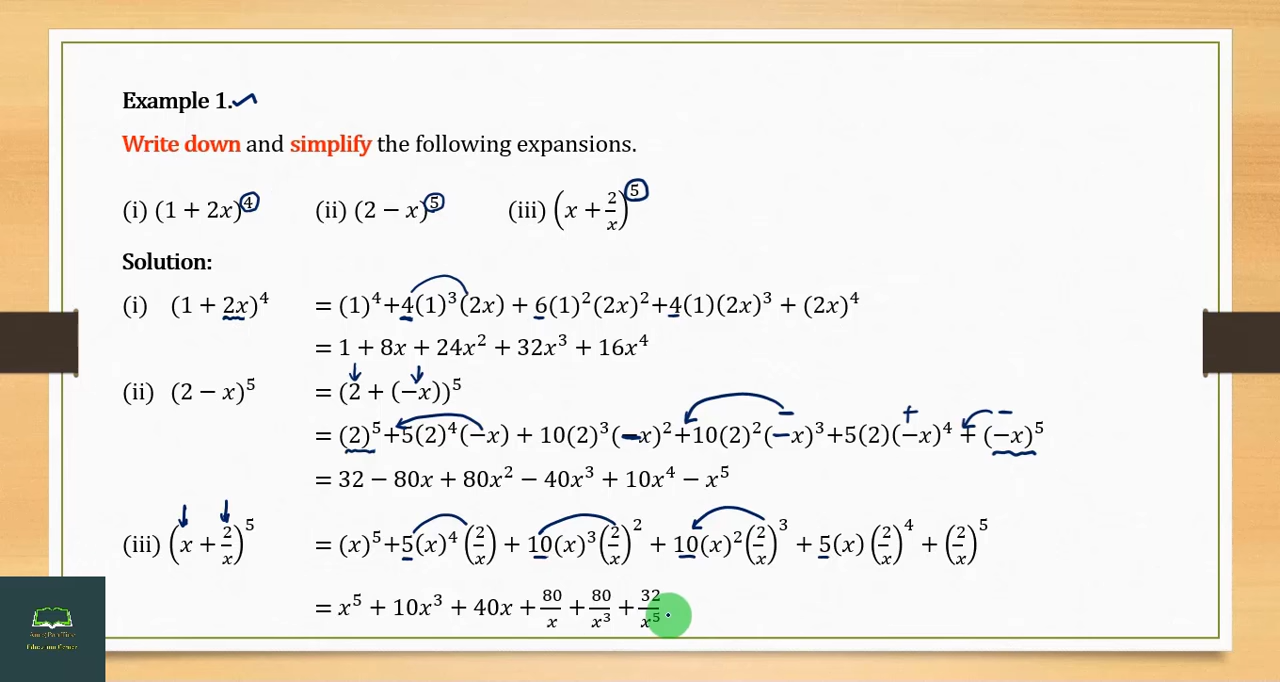 Example 1.
Write down and simplify the following expansions.
(i) (1 + 2x)⁴ (ii) (2 − x)⁵ (iii) (x + 2/x)⁵
Solution:
(i) (1 + 2x)⁴ = (1)⁴+4(1)³(2x) + 6(1)²(2x)²+4(1)(2x)³ + (2x)⁴
= 1 + 8x + 24x² + 32x³ + 16x⁴
(ii) (2 − x)⁵ = (2 + (−x))⁵
= (2)⁵+5(2)⁴(−x) + 10(2)³(−x)²+10(2)²(−x)³+5(2)(−x)⁴ + (−x)⁵
= 32 − 80x + 80x² − 40x³ + 10x⁴ − x⁵
(iii) (x + 2/x)⁵ = (x)⁵+5(x)⁴(2/x) + 10(x)³(2/x)² + 10(x)²(2/x)³ + 5(x)(2/x)⁴ + (2/x)⁵
= x⁵ + 10x³ + 40x + 80/x + 80/x³ + 32/x⁵
Education Center